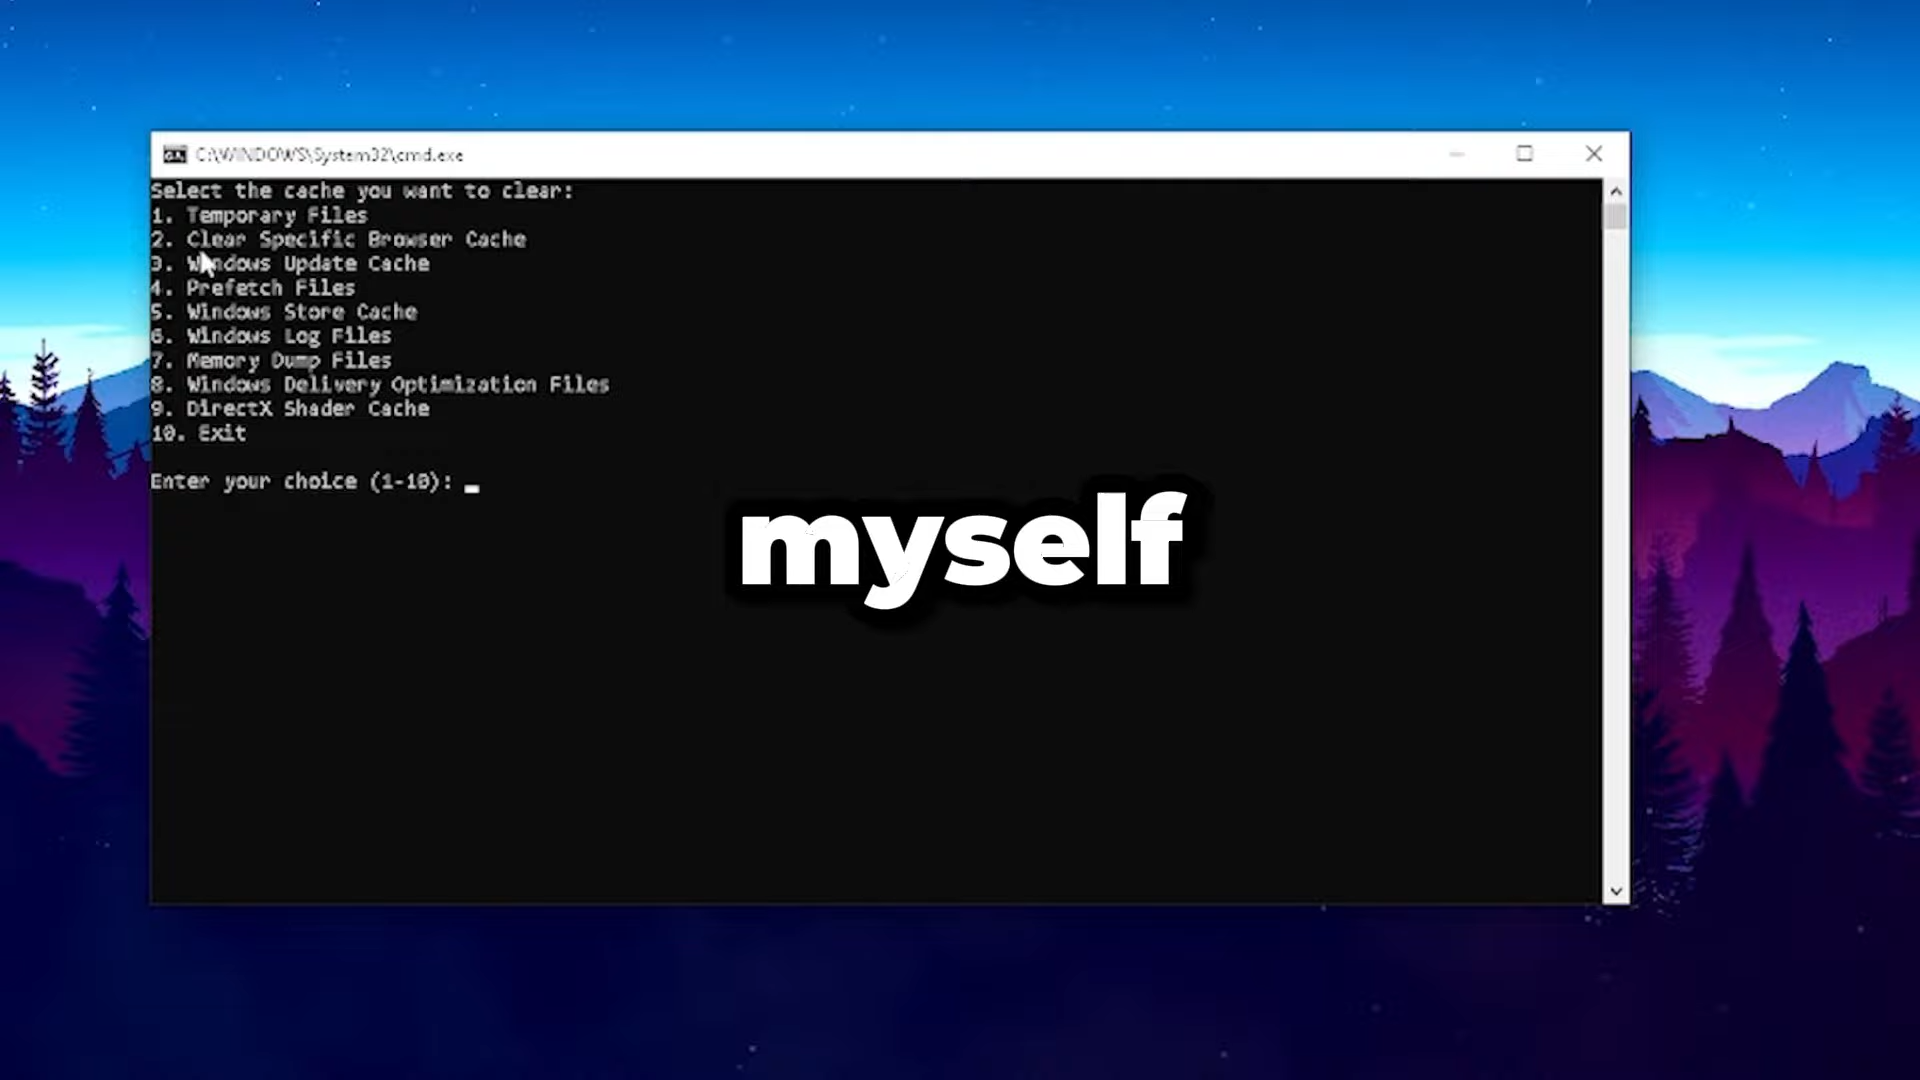 C:\WINDOWS\System32\cmd.exe
Select the cache you want to clear:
1. Temporary Files
2. Clear Specific Browser Cache
3. Windows Update Cache
4. Prefetch Files
5. Windows Store Cache
6. Windows Log Files
7. Memory Dump Files
8. Windows Delivery Optimization Files
9. DirectX Shader Cache
10. Exit
Enter your choice (1-10):
myself